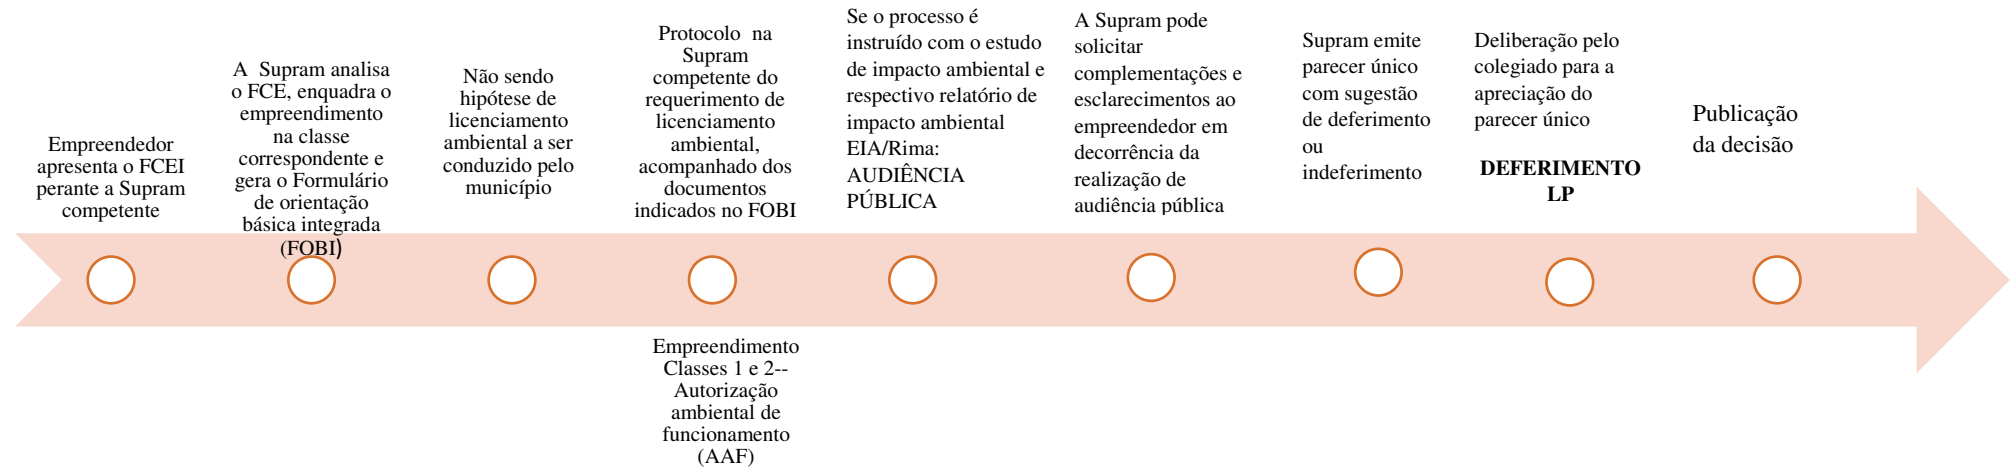 Empreendedor
apresenta o FCEI
perante a Supram
competente
A Supram analisa
o FCE, enquadra o
empreendimento
na classe
correspondente e
gera o Formulário
de orientação
básica integrada
(FOBI)
Não sendo
hipótese de
licenciamento
ambiental a ser
conduzido pelo
município
Protocolo na
Supram
competente do
requerimento de
licenciamento
ambiental,
acompanhado dos
documentos
indicados no FOBI
Empreendimento
Classes 1 e 2--
Autorização
ambiental de
funcionamento
(AAF)
Se o processo é
instruído com o estudo
de impacto ambiental e
respectivo relatório de
impacto ambiental
EIA/Rima:
AUDIÊNCIA
PÚBLICA
A Supram pode
solicitar
complementações e
esclarecimentos ao
empreendedor em
decorrência da
realização de
audiência pública
Supram emite
parecer único
com sugestão
de deferimento
ou
indeferimento
Deliberação pelo
colegiado para a
apreciação do
parecer único
DEFERIMENTO
LP
Publicação
da decisão